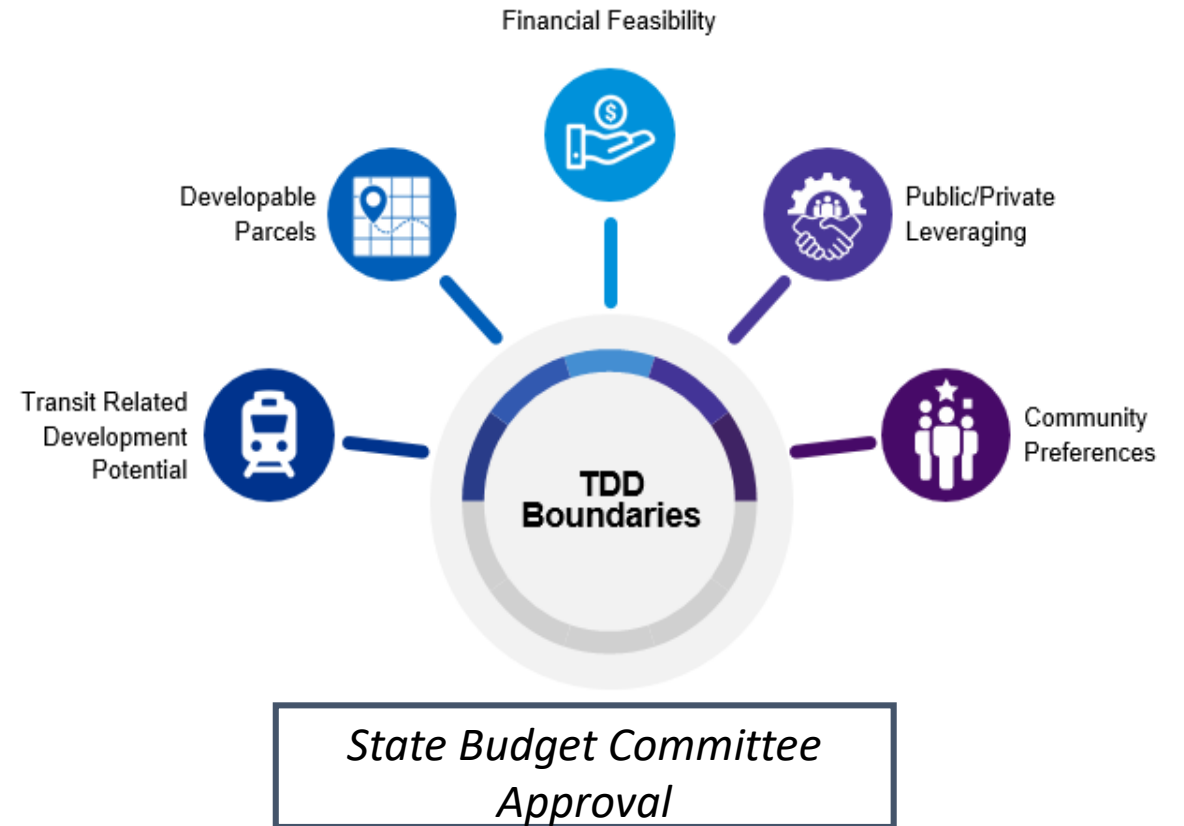 Financial Feasibility
Developable
Parcels
$
Public/Private
Leveraging
Transit Related
Development
Potential
Community
Preferences
TDD
Boundaries
State Budget Committee
Approval